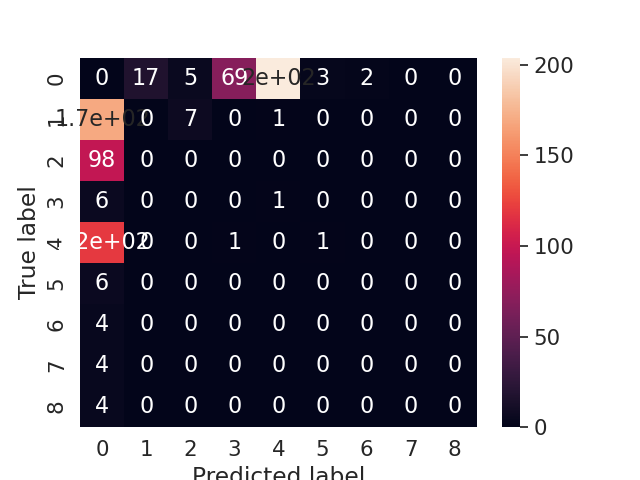 0 0 17 5 69 2e+02 3 2 0 0
1 1.7e+02 0 7 0 1 0 0 0 0
2 98 0 0 0 0 0 0 0 0
3 6 0 0 0 1 0 0 0 0
4 2e+02 0 0 1 0 1 0 0 0
5 6 0 0 0 0 0 0 0 0
6 4 0 0 0 0 0 0 0 0
7 4 0 0 0 0 0 0 0 0
8 4 0 0 0 0 0 0 0 0
0 1 2 3 4 5 6 7 8
True label
Predicted label
200
150
100
50
0